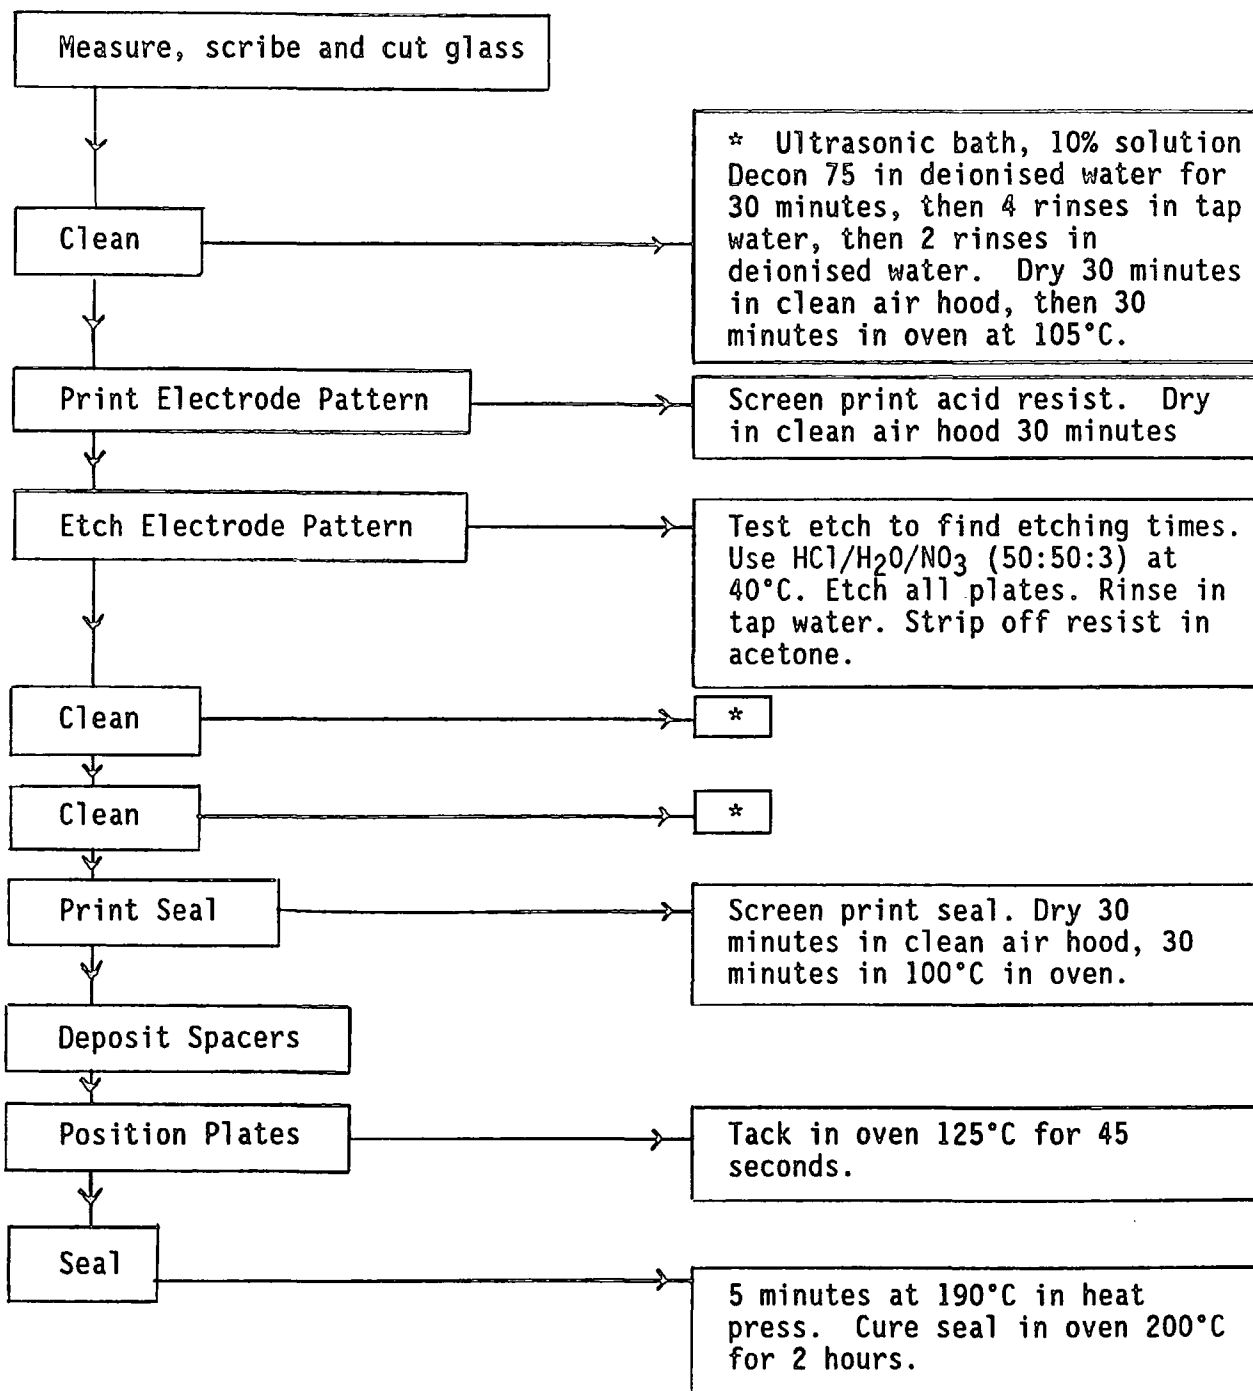 Measure, scribe and cut glass
* Ultrasonic bath, 10% solution
Decon 75 in deionised water for
30 minutes, then 4 rinses in tap
water, then 2 rinses in
deionised water. Dry 30 minutes
in clean air hood, then 30
minutes in oven at 105°C.
Clean
Print Electrode Pattern
Screen print acid resist. Dry
in clean air hood 30 minutes
Etch Electrode Pattern
Test etch to find etching times.
Use HCl/H₂O/NO₃ (50:50:3) at
40°C. Etch all plates. Rinse in
tap water. Strip off resist in
acetone.
Clean
*
Clean
*
Print Seal
Screen print seal. Dry 30
minutes in clean air hood, 30
minutes in 100°C in oven.
Deposit Spacers
Position Plates
Tack in oven 125°C for 45
seconds.
Seal
5 minutes at 190°C in heat
press. Cure seal in oven 200°C
for 2 hours.